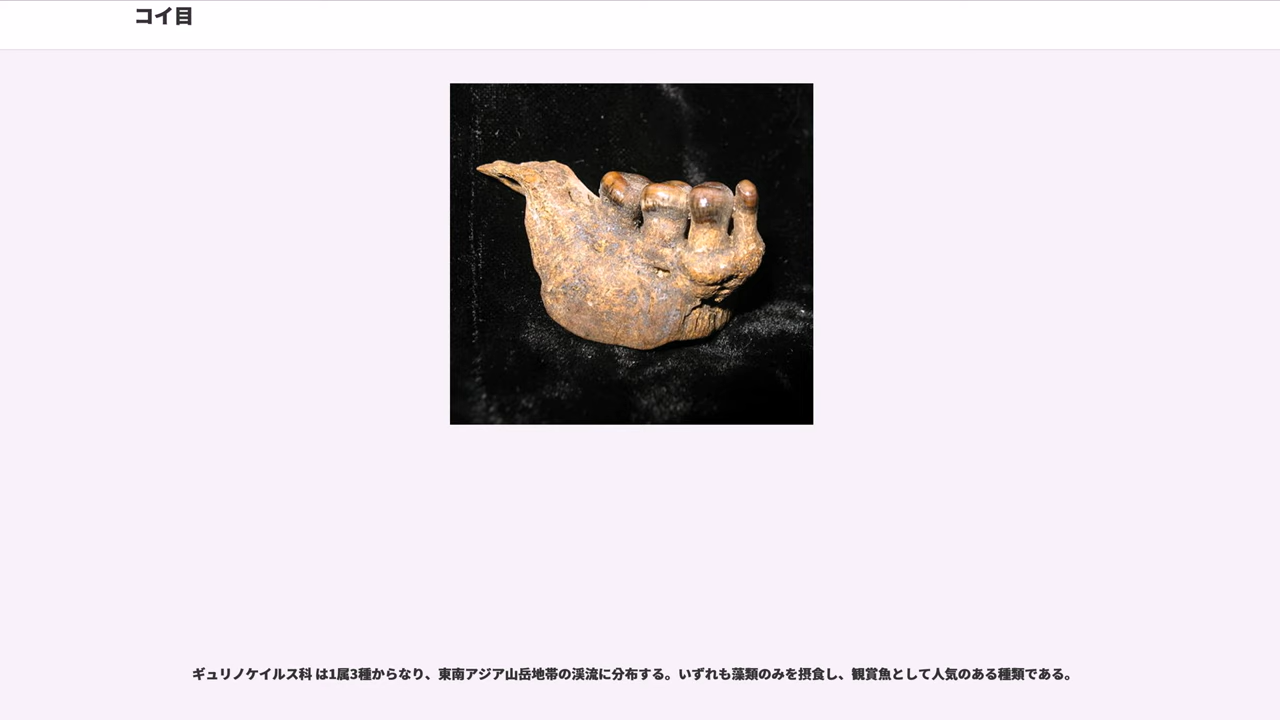 コイ目
ギュリノケイルス科 は1属3種からなり、東南アジア山岳地帯の渓流に分布する。いずれも藻類のみを摂食し、観賞魚として人気のある種類である。